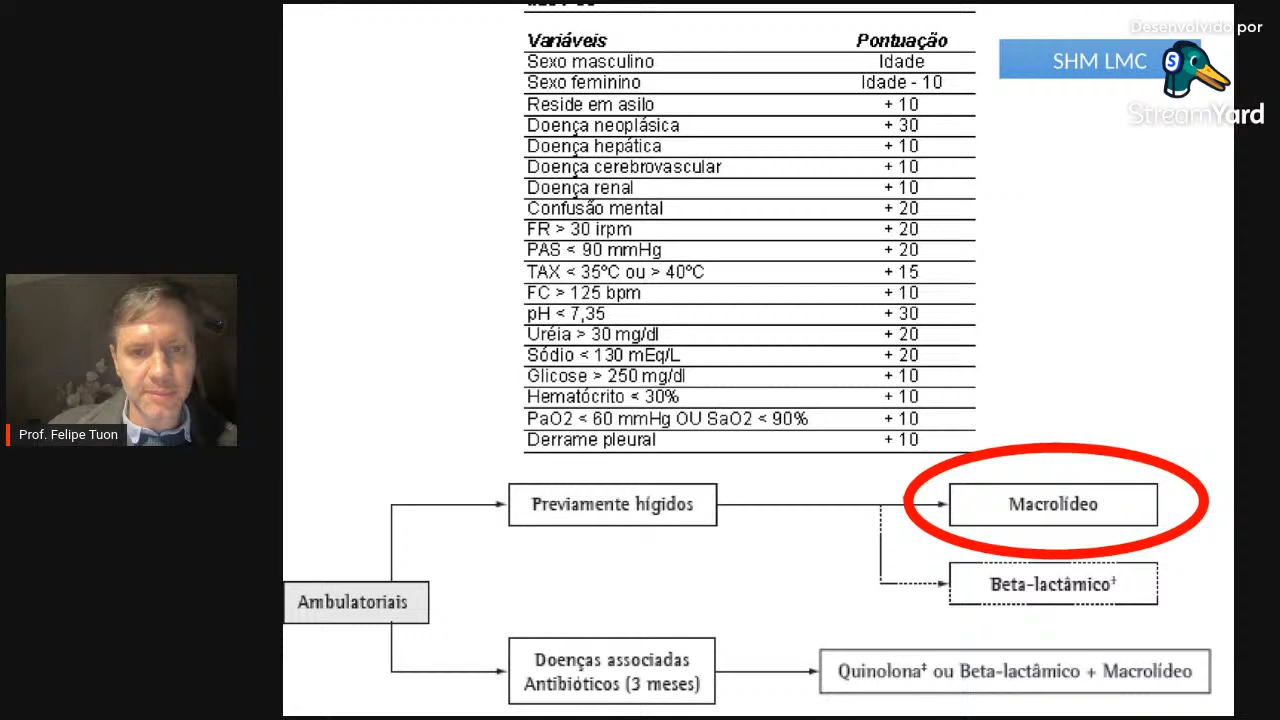 Variáveis Pontuação
Sexo masculino Idade
Sexo feminino Idade - 10
Reside em asilo + 10
Doença neoplásica + 30
Doença hepática + 10
Doença cerebrovascular + 10
Doença renal + 10
Confusão mental + 20
FR > 30 irpm + 20
PAS < 90 mmHg + 20
TAX < 35ºC ou > 40ºC + 15
FC > 125 bpm + 10
pH < 7,35 + 30
Uréia > 30 mg/dl + 20
Sódio < 130 mEq/L + 20
Glicose > 250 mg/dl + 10
Hematócrito < 30% + 10
PaO2 < 60 mmHg OU SaO2 < 90% + 10
Derrame pleural + 10
SHM LMC
Desenvolvido por
S
StreamYard
Prof. Felipe Tuon
Previamente hígidos
Macrolídeo
Beta-lactâmico‡
Ambulatoriais
Doenças associadas
Antibióticos (3 meses)
Quinolona‡ ou Beta-lactâmico + Macrolídeo